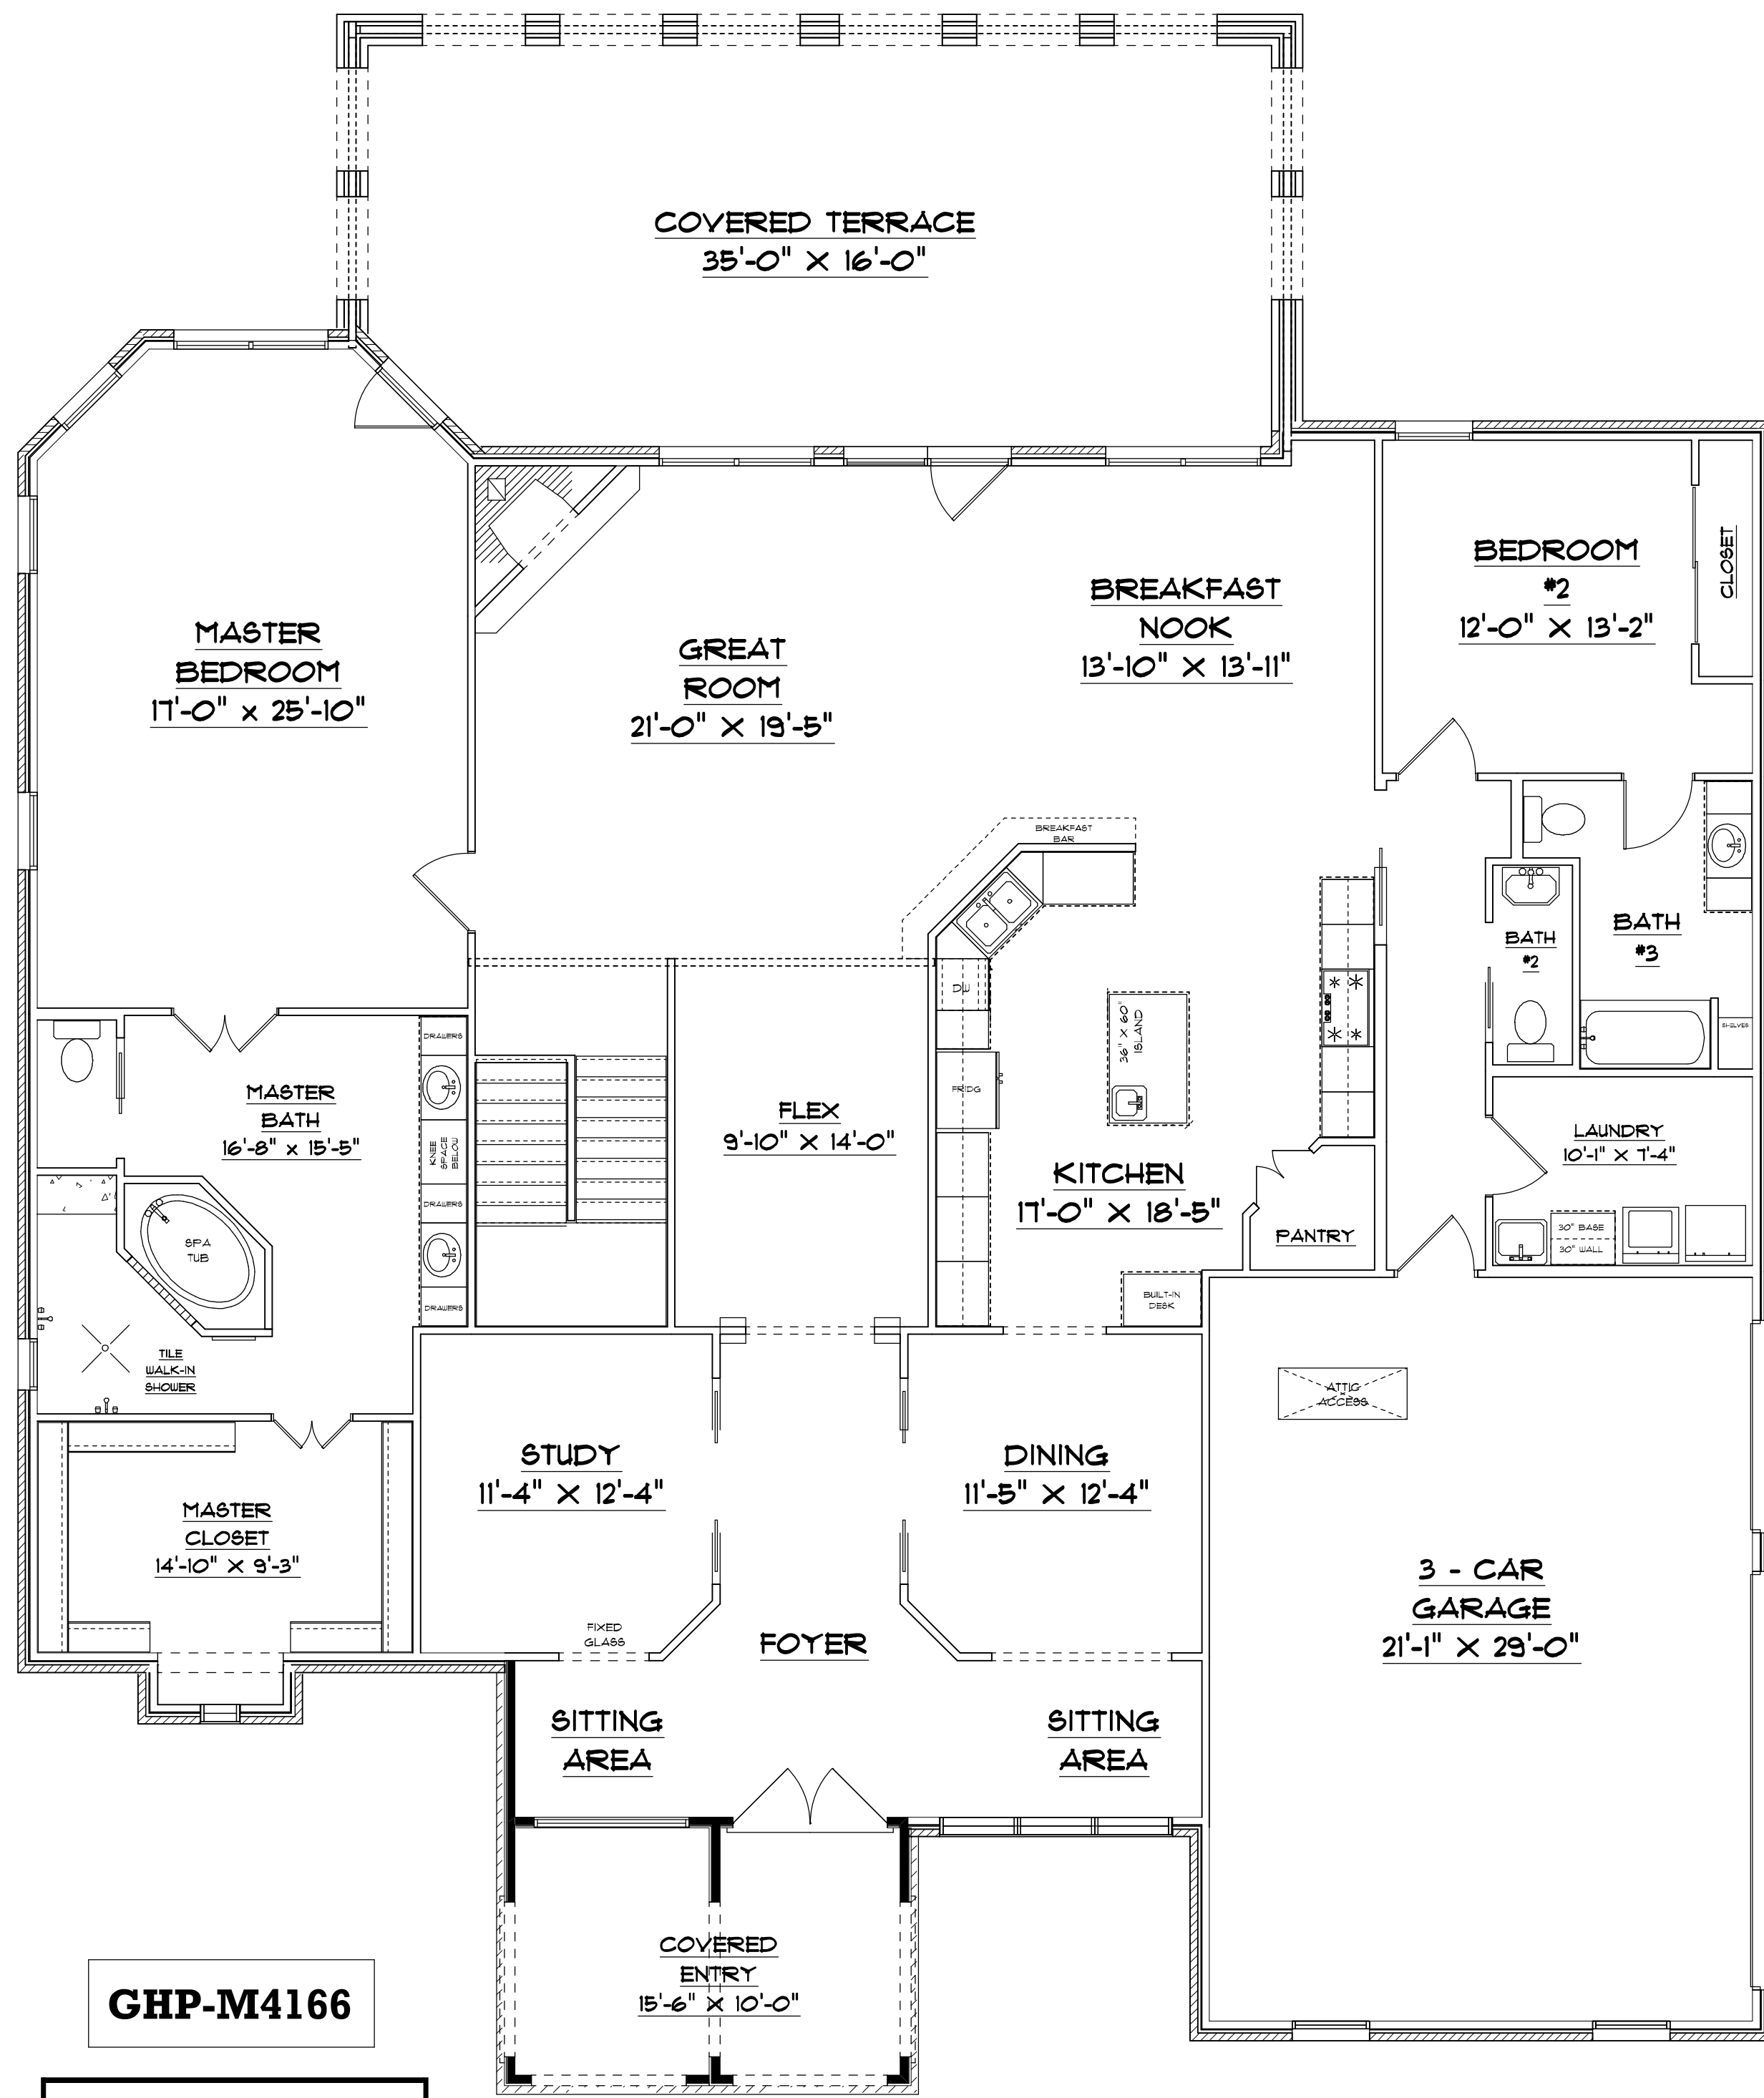 COVERED TERRACE
35'-0" X 16'-0"
BEDROOM
#2
12'-0" X 13'-2"
CLOSET
BREAKFAST
NOOK
13'-10" X 13'-11"
MASTER
BEDROOM
17'-0" x 25'-10"
GREAT
ROOM
21'-0" X 19'-5"
BREAKFAST
BAR
BATH
#2
BATH
#3
SHELVES
DW
36" X 60"
ISLAND
FRIDG
DRAWERS
KNEE
SPACE
BELOW
DRAWERS
DRAWERS
MASTER
BATH
16'-8" x 15'-5"
FLEX
9'-10" X 14'-0"
LAUNDRY
10'-1" X 7'-4"
30" BASE
30" WALL
KITCHEN
17'-0" X 18'-5"
PANTRY
SPA
TUB
BUILT-IN
DESK
TILE
WALK-IN
SHOWER
ATTIC
ACCESS
STUDY
11'-4" X 12'-4"
DINING
11'-5" X 12'-4"
MASTER
CLOSET
14'-10" X 9'-3"
3 - CAR
GARAGE
21'-1" X 29'-0"
FIXED
GLASS
FOYER
SITTING
AREA
SITTING
AREA
COVERED
ENTRY
15'-6" X 10'-0"
GHP-M4166